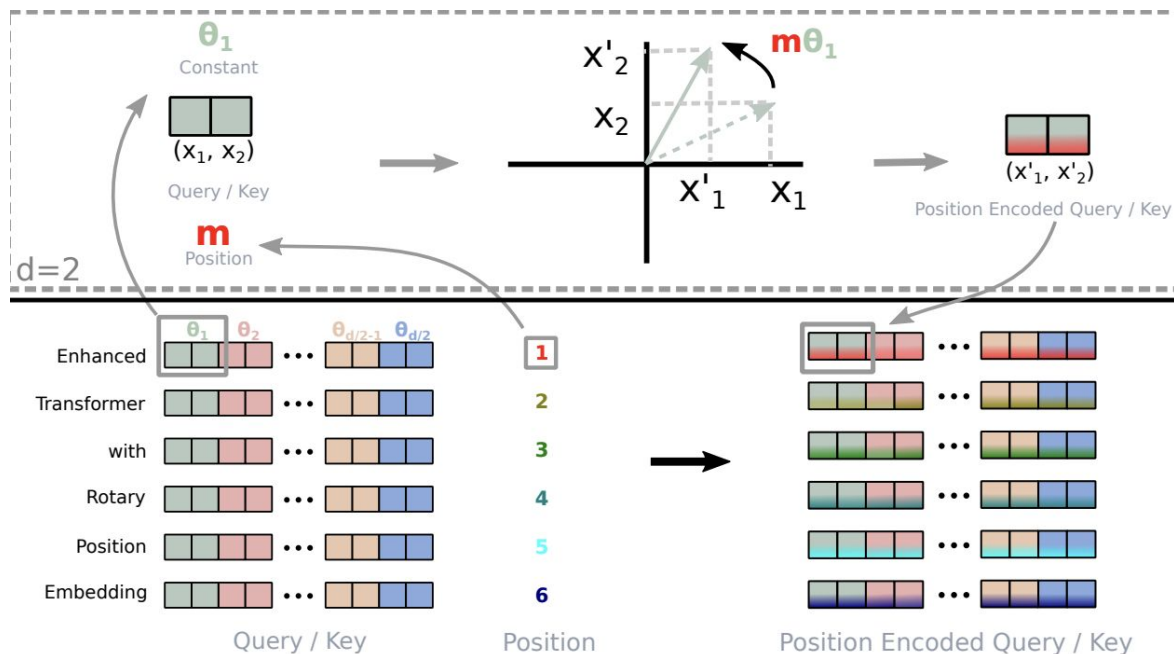 θ₁
Constant
(x₁, x₂)
Query / Key
m
Position
d=2
x'₂
x₂
x'₁
x₁
mθ₁
(x'₁, x'₂)
Position Encoded Query / Key
θ₁ θ₂ ••• θd/2-1 θd/2
Enhanced ••• 1 •••
Transformer ••• 2 •••
with ••• 3 •••
Rotary ••• 4 •••
Position ••• 5 •••
Embedding ••• 6 •••
Query / Key Position Position Encoded Query / Key